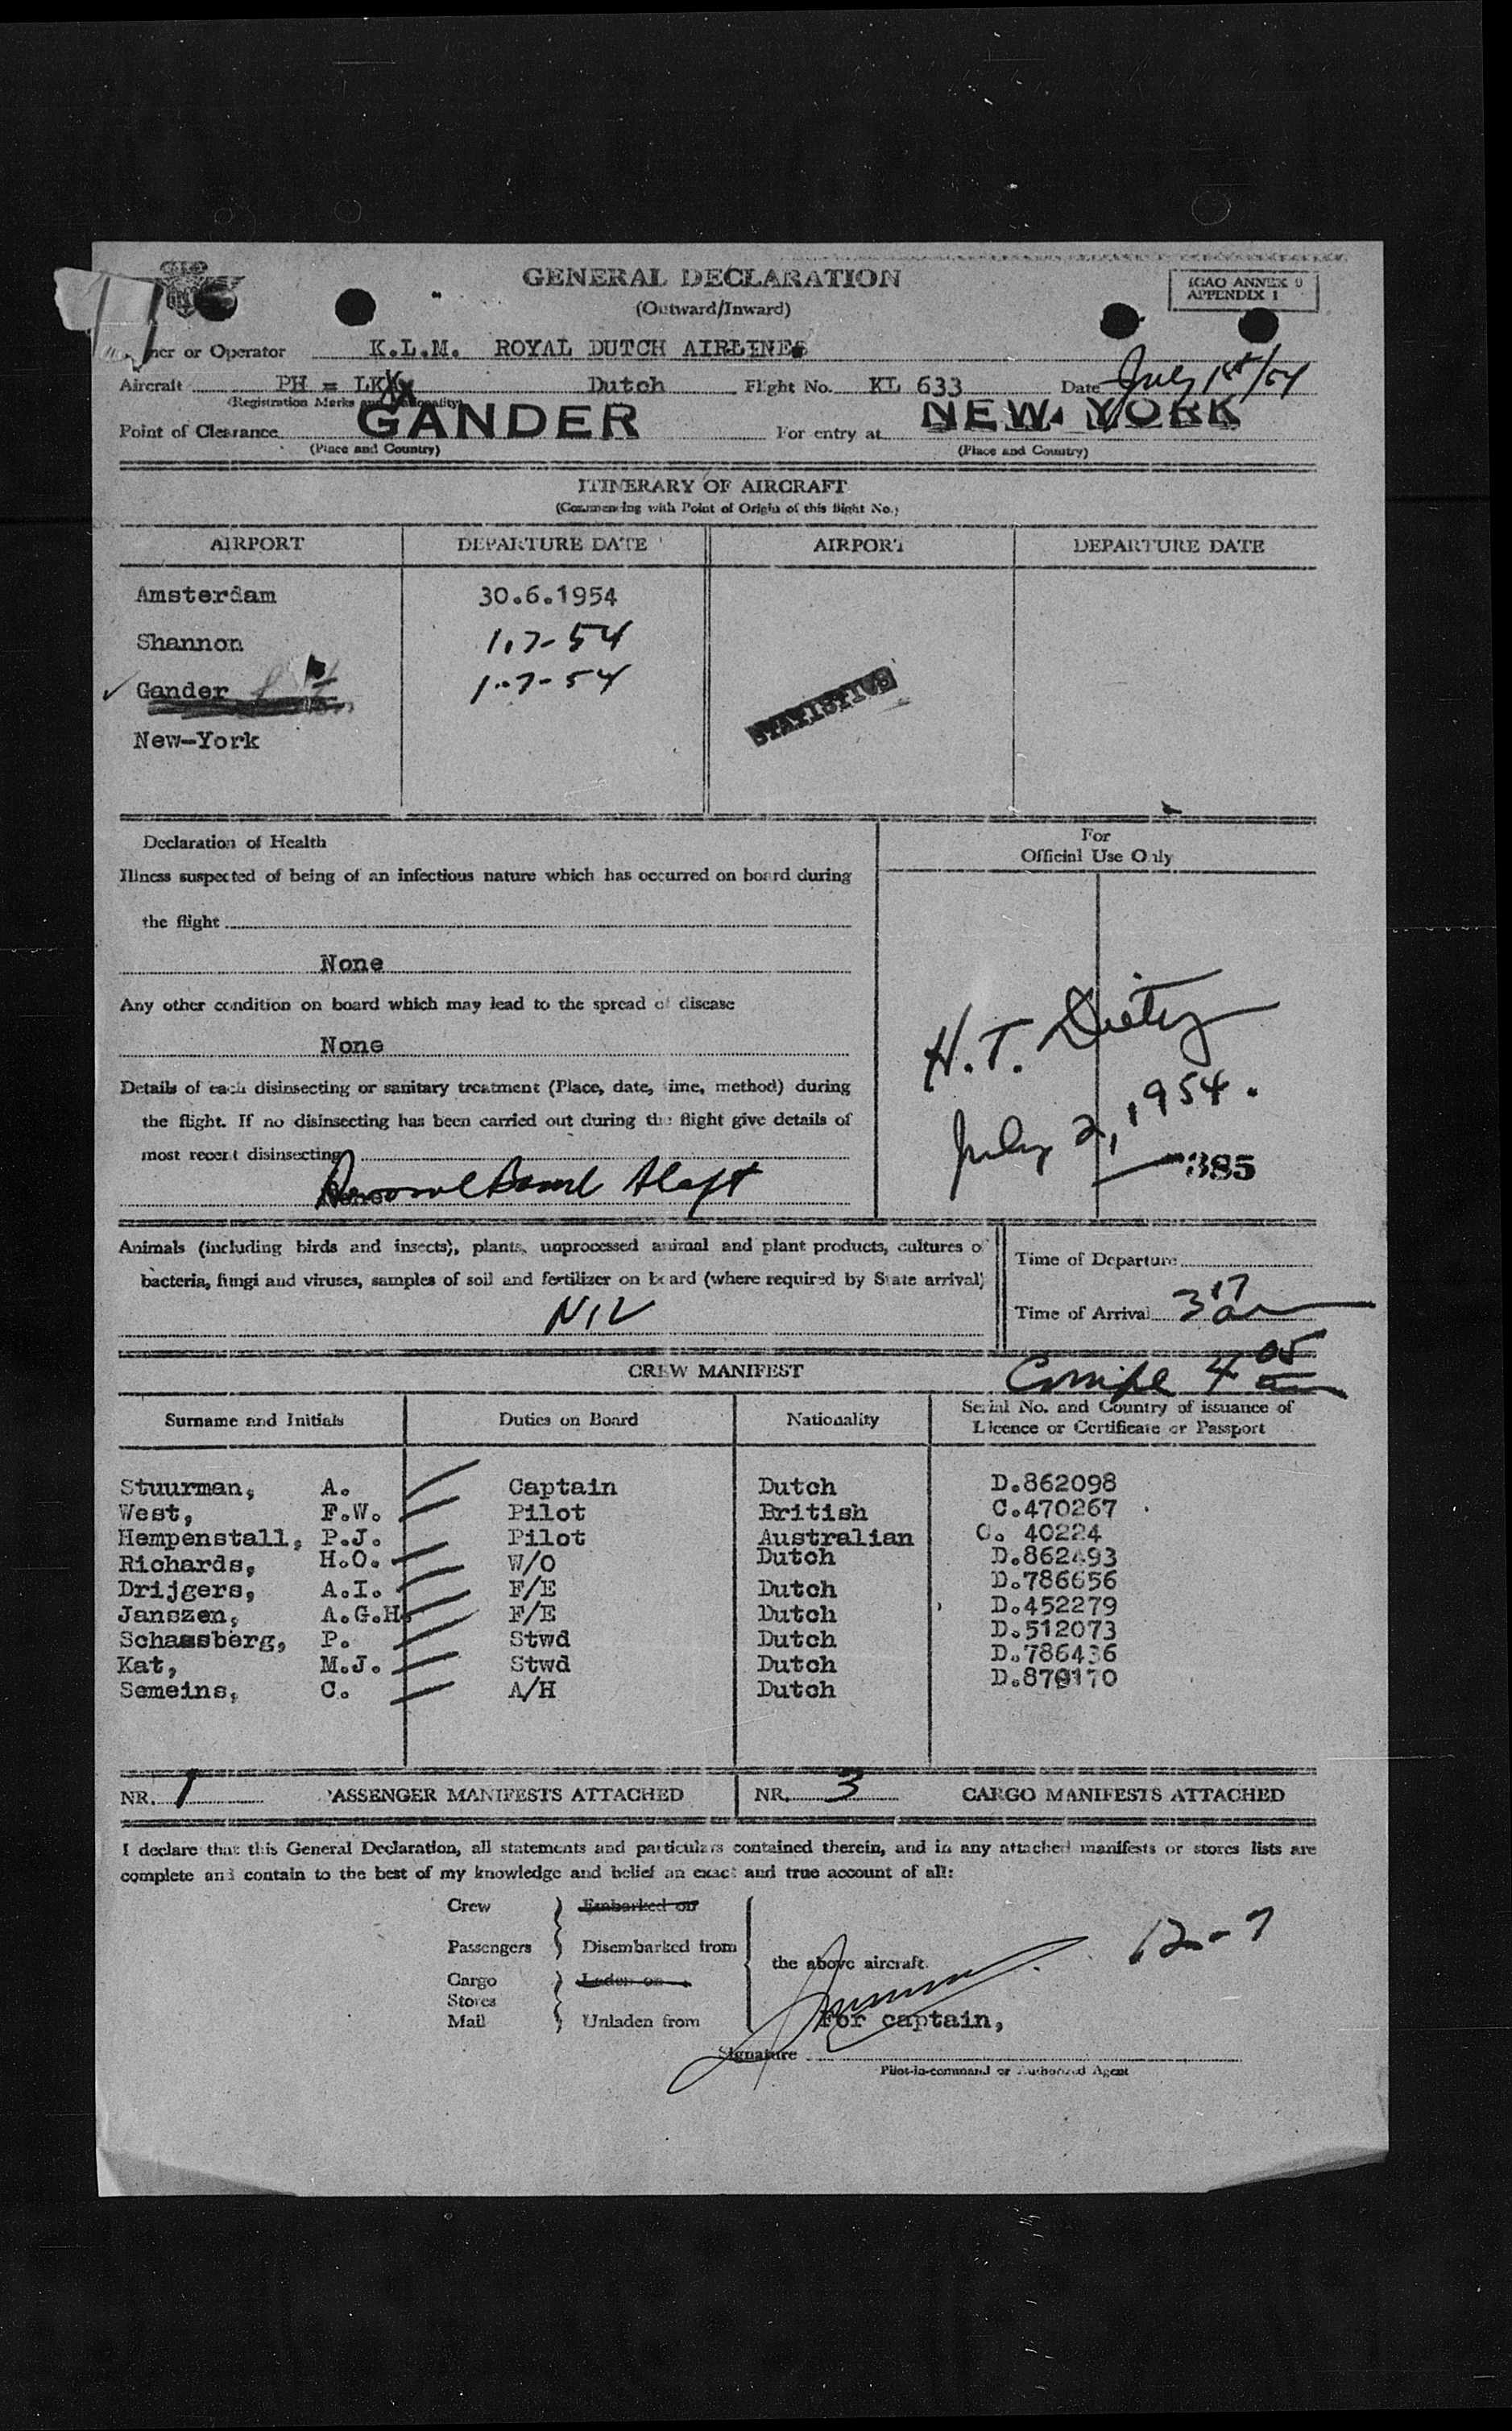 GENERAL DECLARATION
(Outward/Inward)
ICAO ANNEX 9
APPENDIX 1
ner or Operator K.L.M. ROYAL DUTCH AIRLINES
Aircraft PH = LK Dutch Flight No. KL 633 Date July 1st/54
(Registration Marks and Nationality)
Point of Clearance GANDER For entry at NEW YORK
(Place and Country) (Place and Country)
ITINERARY OF AIRCRAFT
(Commencing with Point of Origin of this flight No.)
AIRPORT DEPARTURE DATE AIRPORT DEPARTURE DATE
Amsterdam 30.6.1954
Shannon 1.7-54
Gander 1.7-54
New-York
STATISTICS
Declaration of Health
For
Official Use Only
Illness suspected of being of an infectious nature which has occurred on board during
the flight
None
Any other condition on board which may lead to the spread of disease
None
Details of each disinsecting or sanitary treatment (Place, date, time, method) during
the flight. If no disinsecting has been carried out during the flight give details of
most recent disinsecting
H.T. Dietz
July 2, 1954.
385
Animals (including birds and insects), plants, unprocessed animal and plant products, cultures of
bacteria, fungi and viruses, samples of soil and fertilizer on board (where required by State arrival)
NIL
Time of Departure
Time of Arrival 3 17 am
4 05 am
CREW MANIFEST
Surname and Initials Duties on Board Nationality Serial No. and Country of issuance of
Licence or Certificate or Passport
Stuurman, A. Captain Dutch D.862098
West, F.W. Pilot British C.470267
Hempenstall, P.J. Pilot Australian C. 40224
Richards, H.O. W/O Dutch D.862493
Drijgers, A.I. F/E Dutch D.786656
Janszen, A.G.H. F/E Dutch D.452279
Schamsberg, P. Stwd Dutch D.512073
Kat, M.J. Stwd Dutch D.786436
Semeins, C. A/H Dutch D.879170
NR. 1 PASSENGER MANIFESTS ATTACHED NR. 3 CARGO MANIFESTS ATTACHED
I declare that this General Declaration, all statements and particulars contained therein, and in any attached manifests or stores lists are
complete and contain to the best of my knowledge and belief an exact and true account of all:
Crew Embarked on
Passengers Disembarked from
the above aircraft.
12-7
Cargo Laden on
Stores
Mail Unladen from
For captain,
Signature
Pilot-in-command or Authorized Agent